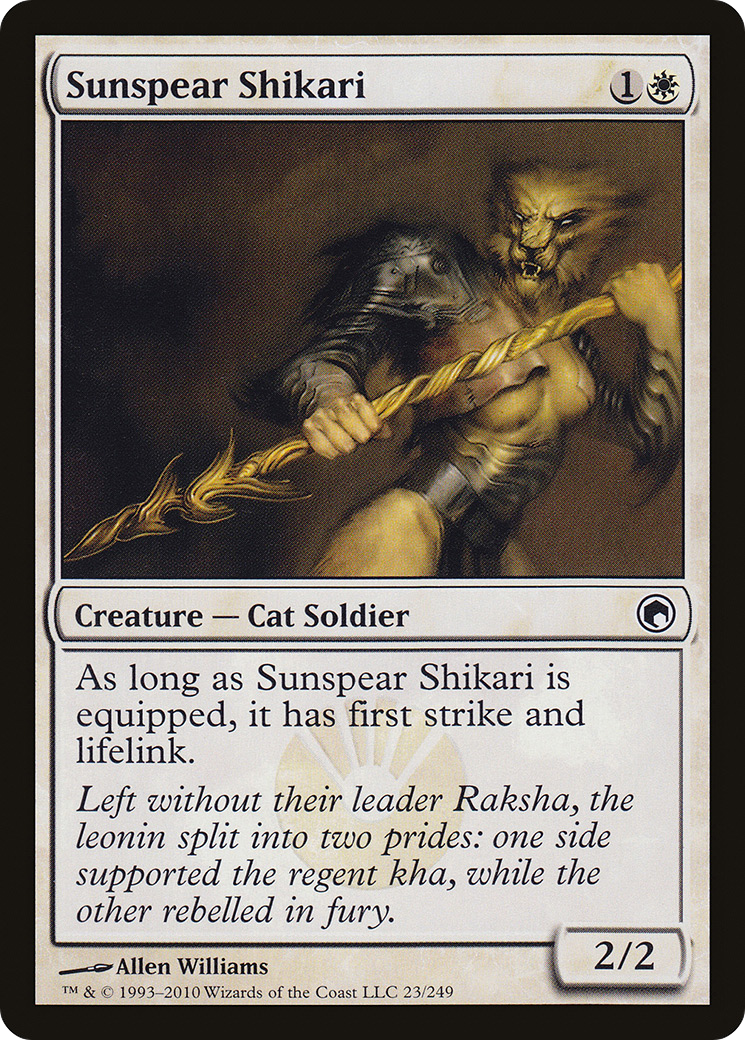 Sunspear Shikari 1
Creature — Cat Soldier
As long as Sunspear Shikari is
equipped, it has first strike and
lifelink.
Left without their leader Raksha, the
leonin split into two prides: one side
supported the regent kha, while the
other rebelled in fury.
2/2
Allen Williams
™ & © 1993–2010 Wizards of the Coast LLC 23/249